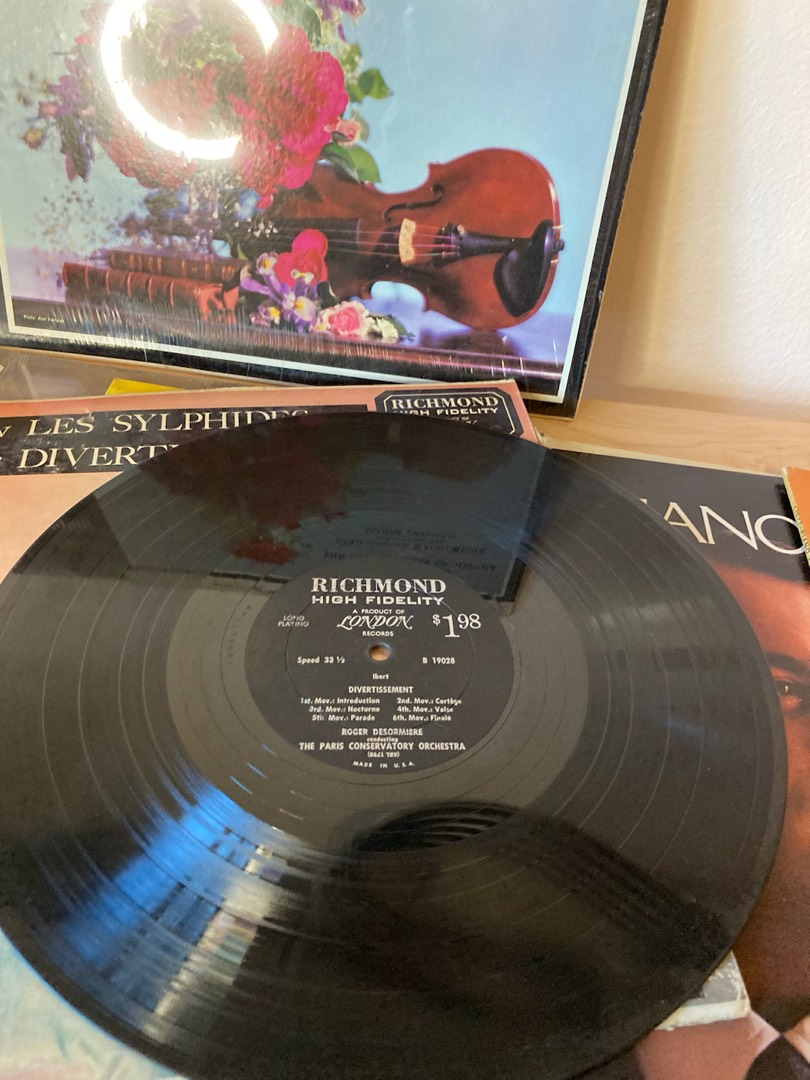 LES SYLPHIDES
DIVERTI
RICHMOND
HIGH FIDELITY
IANO
RICHMOND
HIGH FIDELITY
A PRODUCT OF
LONDON
RECORDS
LONG
PLAYING
$1.98
Speed 33 ⅓
B 19028
Ibert
DIVERTISSEMENT
1st. Mov.: Introduction 2nd. Mov.: Cortège
3rd. Mov.: Nocturne 4th. Mov.: Valse
5th. Mov.: Parade 6th. Mov.: Finale
ROGER DESORMIÈRE
conducting
THE PARIS CONSERVATORY ORCHESTRA
MADE IN U.S.A.